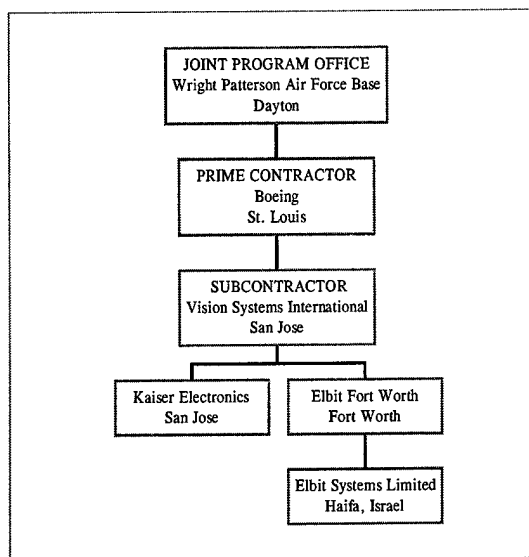 JOINT PROGRAM OFFICE
Wright Patterson Air Force Base
Dayton
PRIME CONTRACTOR
Boeing
St. Louis
SUBCONTRACTOR
Vision Systems International
San Jose
Kaiser Electronics
San Jose
Elbit Fort Worth
Fort Worth
Elbit Systems Limited
Haifa, Israel